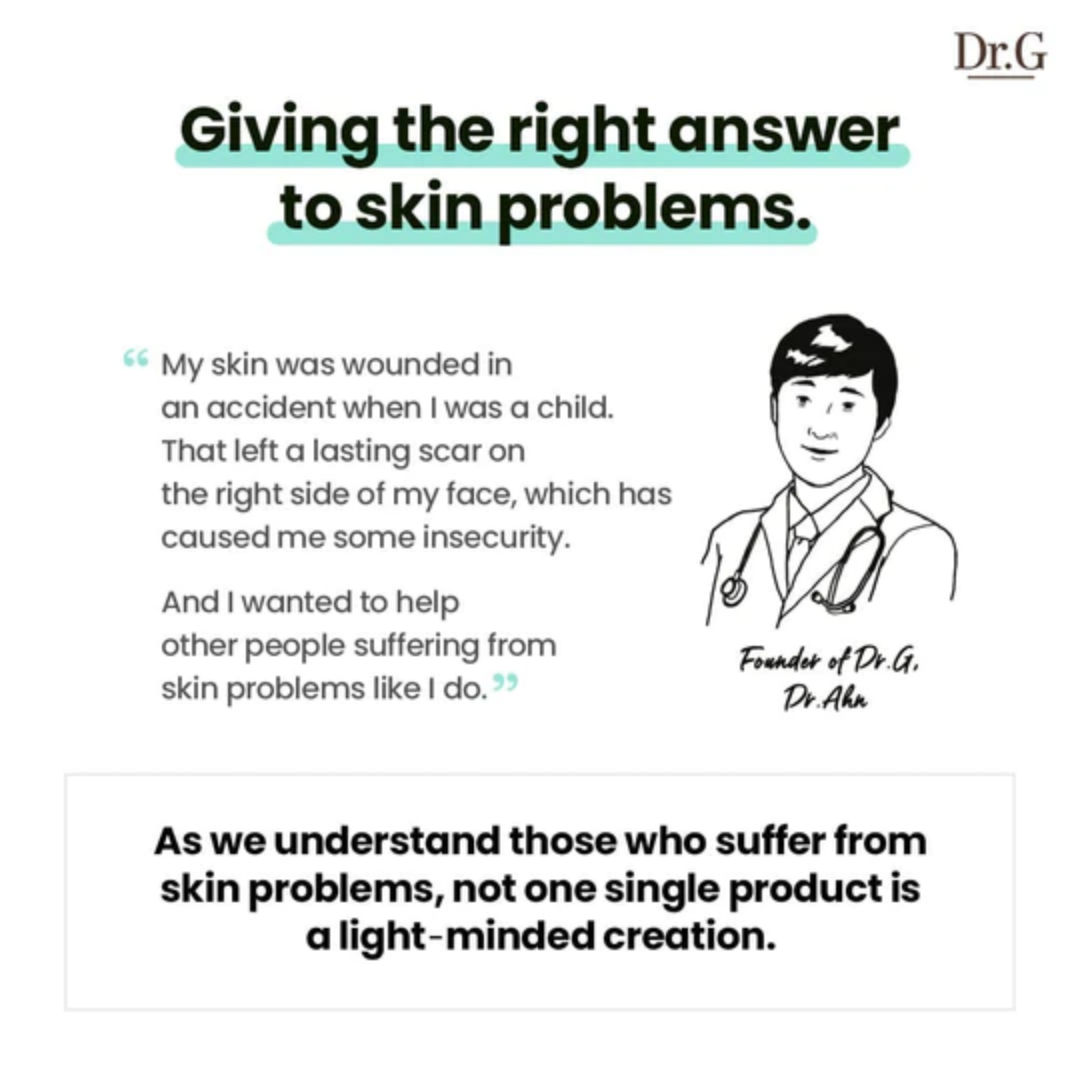 Dr.G
Giving the right answer
to skin problems.
“ My skin was wounded in
an accident when I was a child.
That left a lasting scar on
the right side of my face, which has
caused me some insecurity.
And I wanted to help
other people suffering from
skin problems like I do. ”
Founder of Dr.G,
Dr.Ahn
As we understand those who suffer from
skin problems, not one single product is
a light-minded creation.